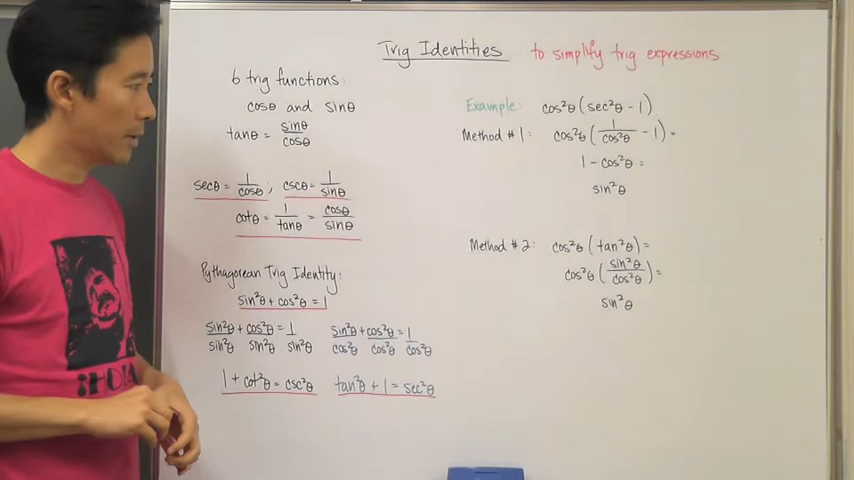 Trig Identities to simplify trig expressions
6 trig functions:
cosθ and sinθ
tanθ = sinθ/cosθ
secθ = 1/cosθ ; cscθ = 1/sinθ
cotθ = 1/tanθ = cosθ/sinθ
Pythagorean Trig Identity:
sin²θ + cos²θ = 1
sin²θ/sin²θ + cos²θ/sin²θ = 1/sin²θ
sin²θ/cos²θ + cos²θ/cos²θ = 1/cos²θ
1 + cot²θ = csc²θ
tan²θ + 1 = sec²θ
Example: cos²θ (sec²θ - 1)
Method #1: cos²θ (1/cos²θ - 1) =
1 - cos²θ =
sin²θ
Method #2: cos²θ (tan²θ) =
cos²θ (sin²θ/cos²θ) =
sin²θ